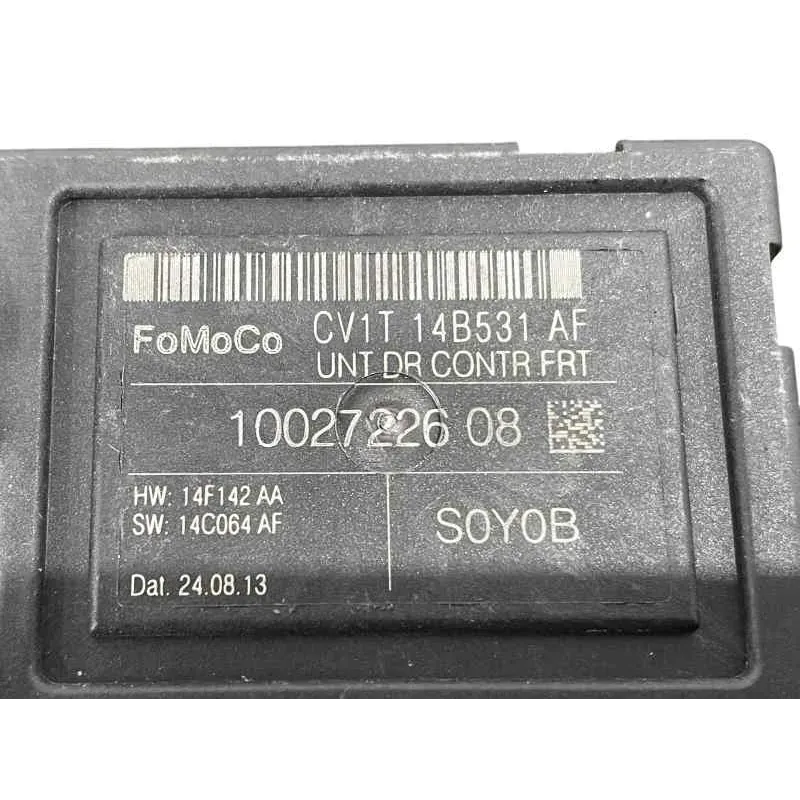 FoMoCo CV1T 14B531 AF
UNT DR CONTR FRT
10027226 08
HW: 14F142 AA
SW: 14C064 AF
S0Y0B
Dat. 24.08.13